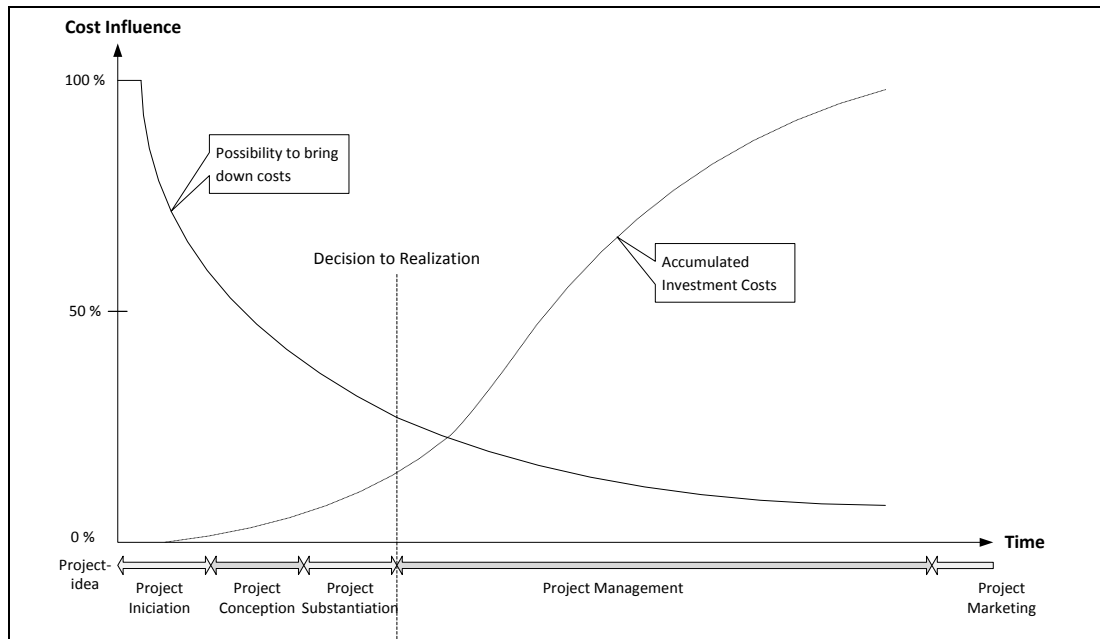 Cost Influence
100 %
Possibility to bring
down costs
Decision to Realization
Accumulated
Investment Costs
50 %
0 %
Time
Project-
idea
Project
Iniciation
Project
Conception
Project
Substantiation
Project Management
Project
Marketing